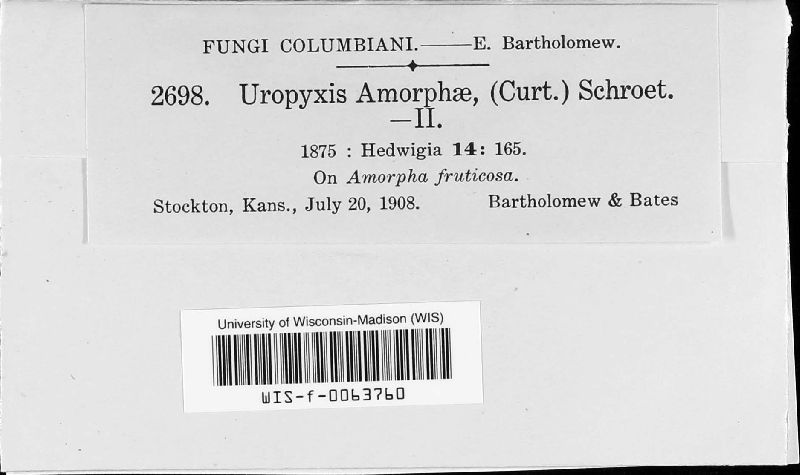 FUNGI COLUMBIANI.——E. Bartholomew.
2698. Uropyxis Amorphæ, (Curt.) Schroet.
—II.
1875 : Hedwigia 14: 165.
On Amorpha fruticosa.
Stockton, Kans., July 20, 1908. Bartholomew & Bates
University of Wisconsin-Madison (WIS)
WIS-f-0063760